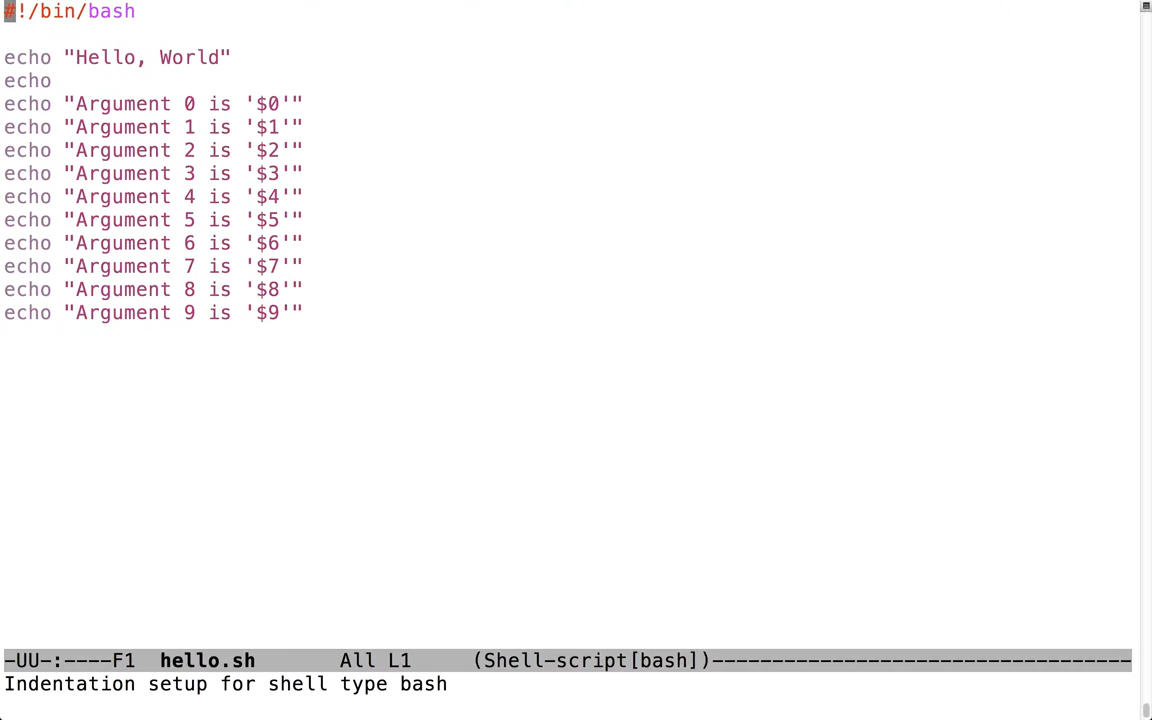 #!/bin/bash
echo "Hello, World"
echo
echo "Argument 0 is '$0'"
echo "Argument 1 is '$1'"
echo "Argument 2 is '$2'"
echo "Argument 3 is '$3'"
echo "Argument 4 is '$4'"
echo "Argument 5 is '$5'"
echo "Argument 6 is '$6'"
echo "Argument 7 is '$7'"
echo "Argument 8 is '$8'"
echo "Argument 9 is '$9'"
-UU-:----F1  hello.sh       All L1     (Shell-script[bash])-----------------------------------
Indentation setup for shell type bash